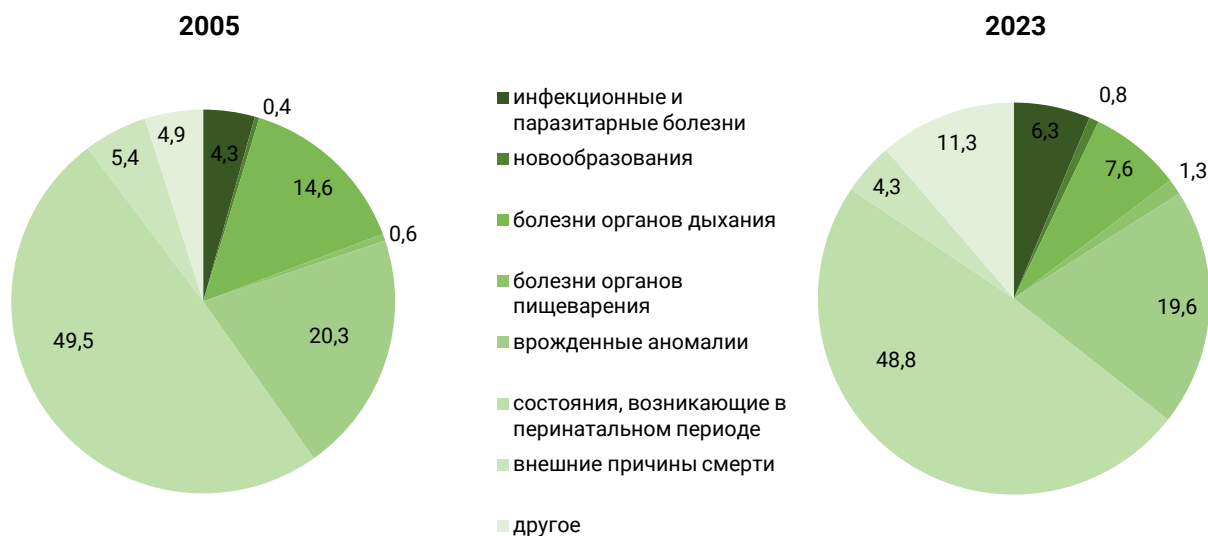 2005
2023
0,4
4,3
4,9
5,4
14,6
0,6
20,3
49,5
инфекционные и
паразитарные болезни
новообразования
болезни органов дыхания
болезни органов
пищеварения
врожденные аномалии
состояния, возникающие в
перинатальном периоде
внешние причины смерти
другое
0,8
6,3
11,3
7,6
1,3
4,3
19,6
48,8